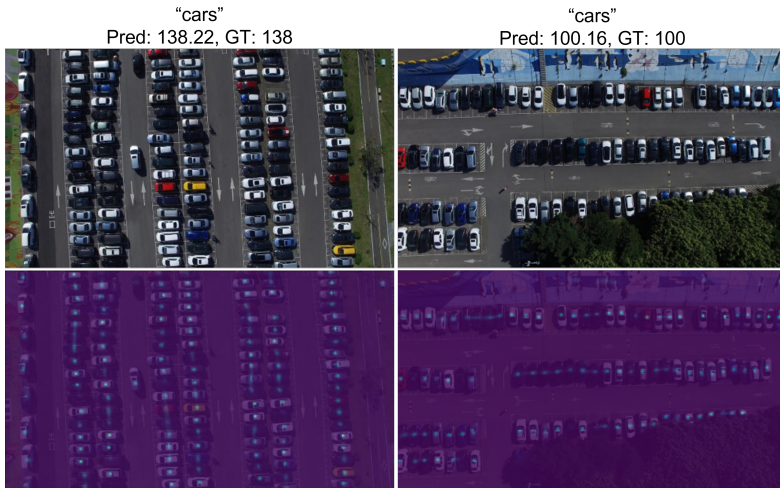 “cars”
Pred: 138.22, GT: 138
“cars”
Pred: 100.16, GT: 100